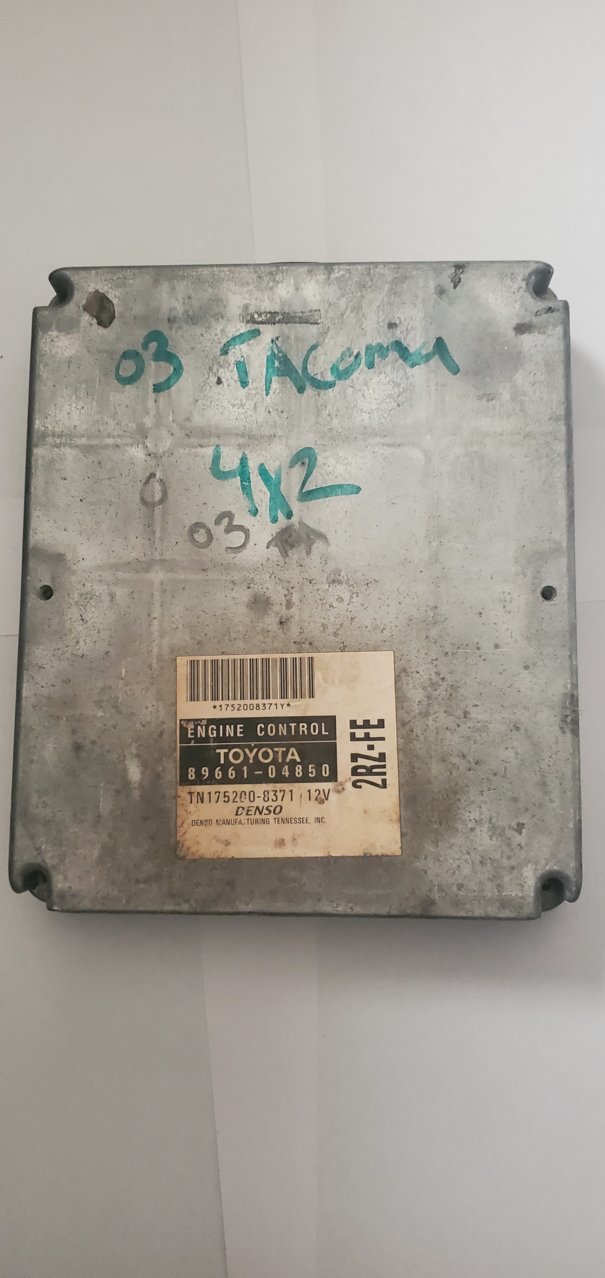 03 TACOMA
4x2
03
*1752008371Y*
ENGINE CONTROL
TOYOTA
89661-04850
2RZ-FE
TN175200-8371 12V
DENSO
DENSO MANUFACTURING TENNESSEE, INC.